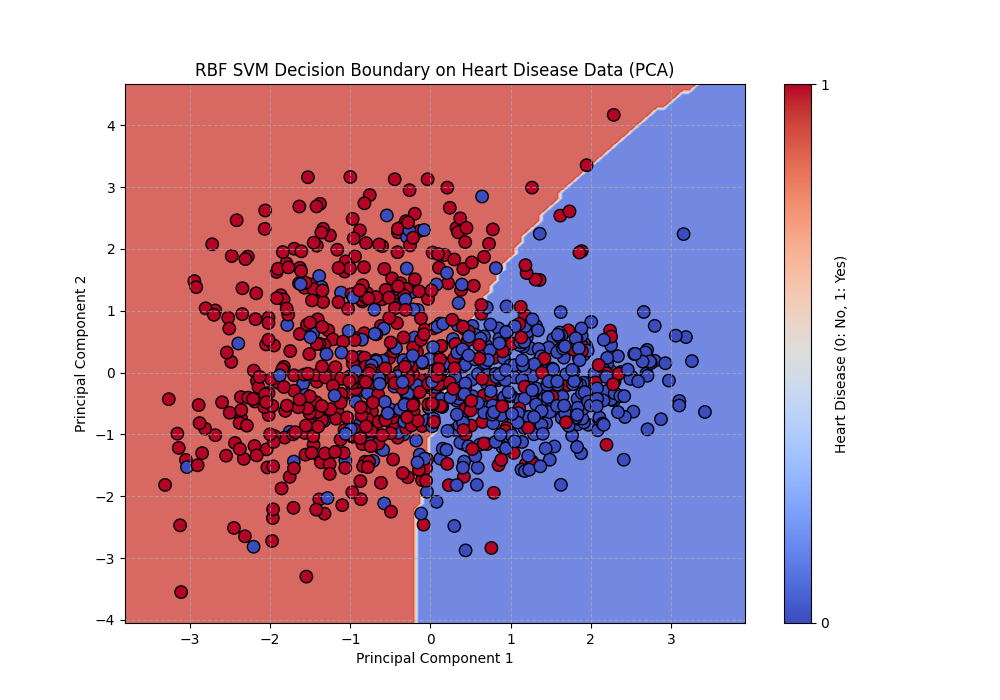 RBF SVM Decision Boundary on Heart Disease Data (PCA)
4
3
2
1
0
−1
−2
−3
−4
Principal Component 2
−3 −2 −1 0 1 2 3
Principal Component 1
1
0
Heart Disease (0: No, 1: Yes)